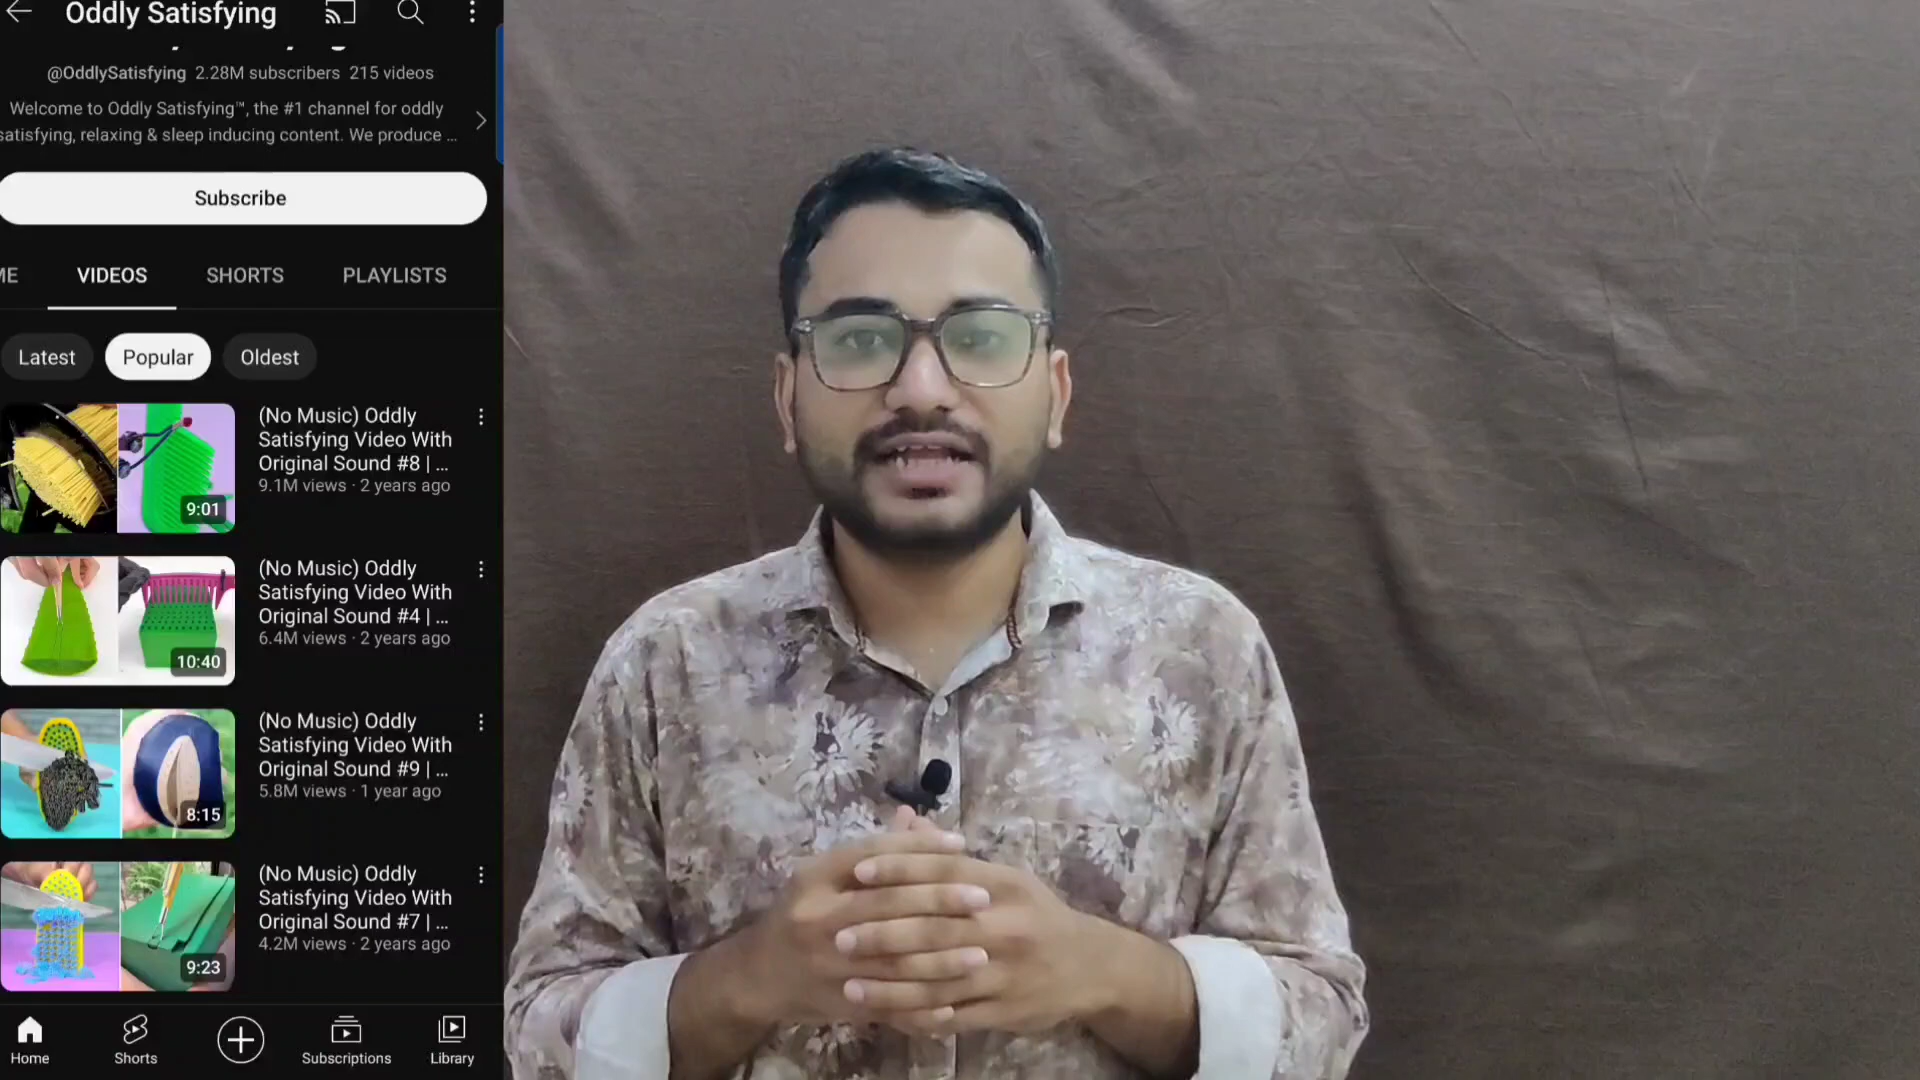 Oddly Satisfying
@OddlySatisfying 2.28M subscribers 215 videos
Welcome to Oddly Satisfying™, the #1 channel for oddly
satisfying, relaxing & sleep inducing content. We produce ...
Subscribe
ME VIDEOS SHORTS PLAYLISTS
Latest Popular Oldest
(No Music) Oddly
Satisfying Video With
Original Sound #8 | ...
9.1M views · 2 years ago
9:01
(No Music) Oddly
Satisfying Video With
Original Sound #4 | ...
6.4M views · 2 years ago
10:40
(No Music) Oddly
Satisfying Video With
Original Sound #9 | ...
5.8M views · 1 year ago
8:15
(No Music) Oddly
Satisfying Video With
Original Sound #7 | ...
4.2M views · 2 years ago
9:23
Home Shorts Subscriptions Library